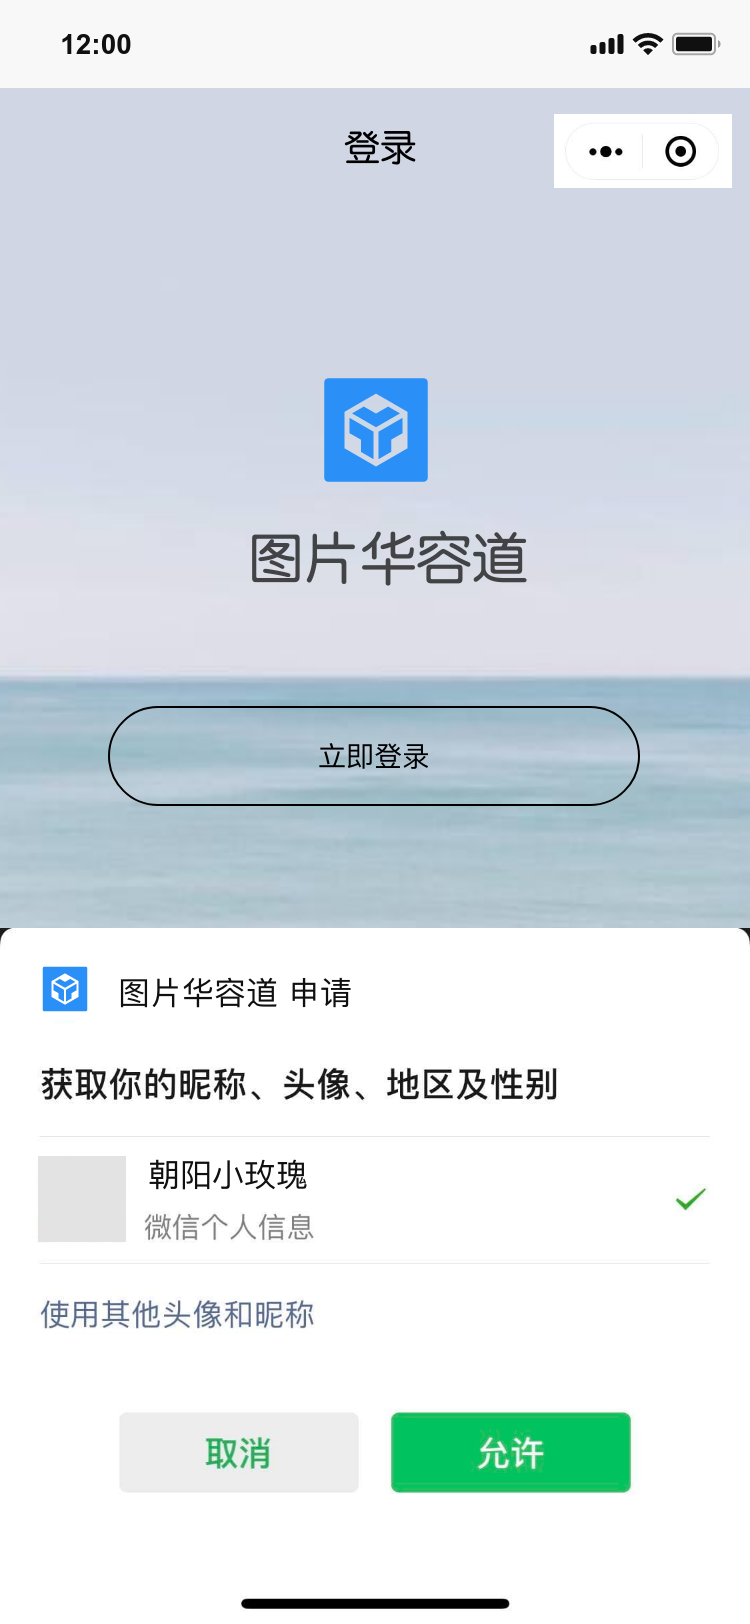 12:00
登录
图片华容道
立即登录
图片华容道 申请
获取你的昵称、头像、地区及性别
朝阳小玫瑰
微信个人信息
使用其他头像和昵称
取消
允许